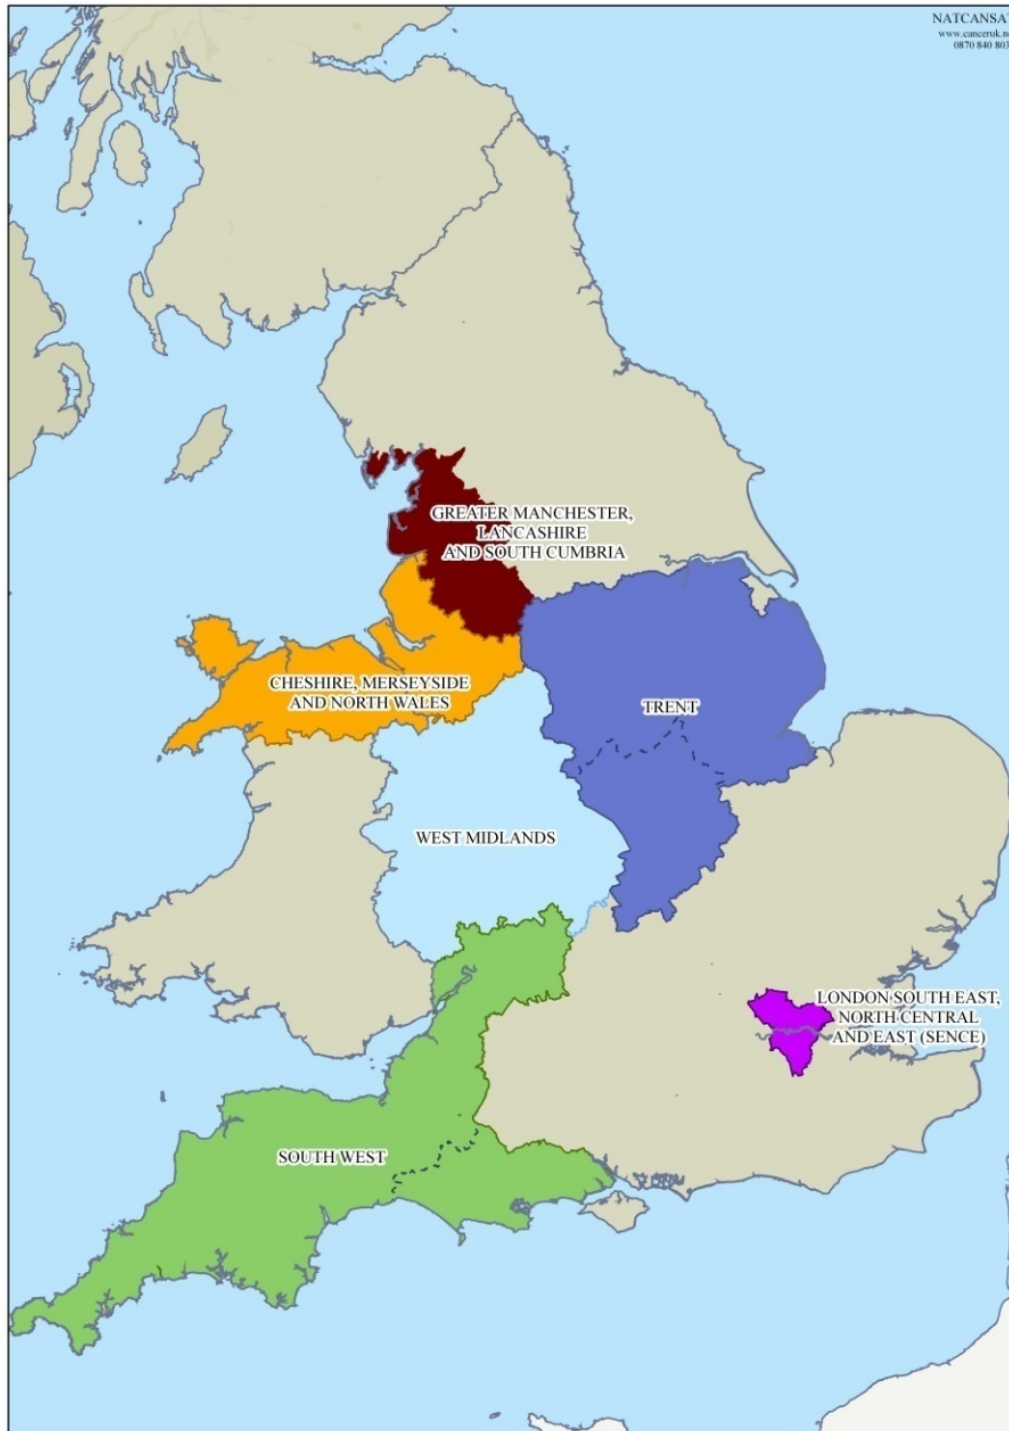 NATCANSA
www.canceruk.n
0870 840 803
GREATER MANCHESTER,
LANCASHIRE
AND SOUTH CUMBRIA
CHESHIRE, MERSEYSIDE
AND NORTH WALES
TRENT
WEST MIDLANDS
LONDON SOUTH EAST,
NORTH CENTRAL
AND EAST (SENCE)
SOUTH WEST